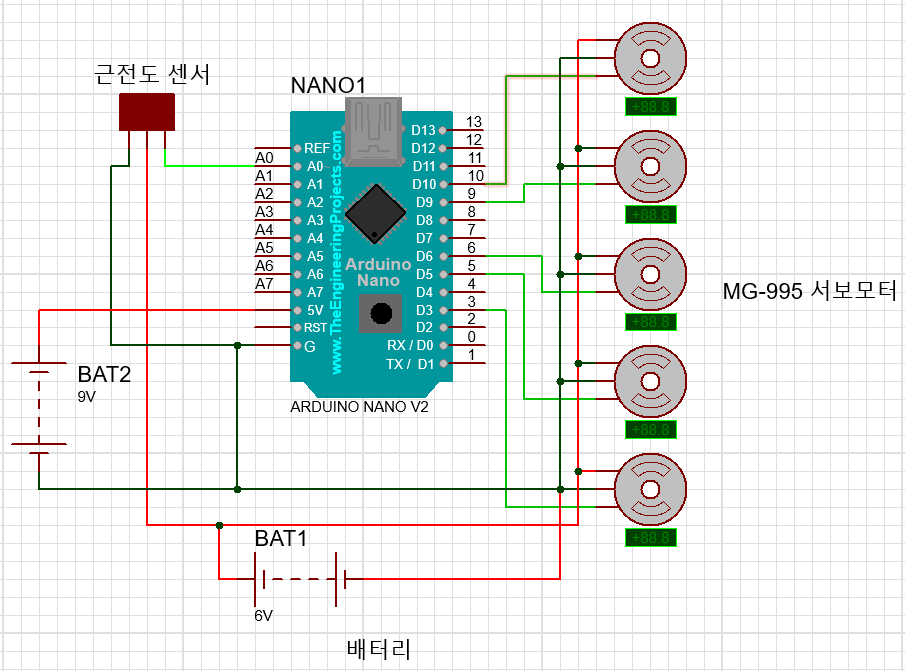 근전도 센서
NANO1
www.TheEngineeringProjects.com
Arduino
Nano
REF
A0 A0
A1 A1
A2 A2
A3 A3
A4 A4
A5 A5
A6 A6
A7 A7
5V
RST
G
D13 13
D12 12
D11 11
D10 10
D9 9
D8 8
D7 7
D6 6
D5 5
D4 4
D3 3
D2 2
RX / D0 0
TX / D1 1
ARDUINO NANO V2
+88.8
+88.8
+88.8
+88.8
+88.8
MG-995 서보모터
BAT2
9V
BAT1
6V
배터리